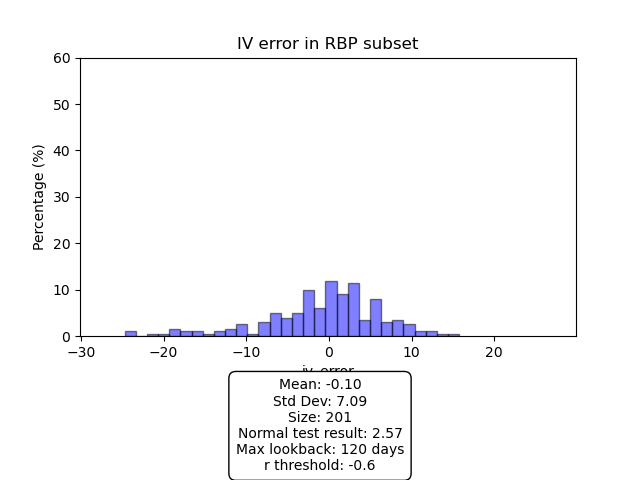 IV error in RBP subset
60
50
40
30
20
10
0
Percentage (%)
−30
−20
−10
0
10
20
iv_error
Mean: -0.10
Std Dev: 7.09
Size: 201
Normal test result: 2.57
Max lookback: 120 days
r threshold: -0.6